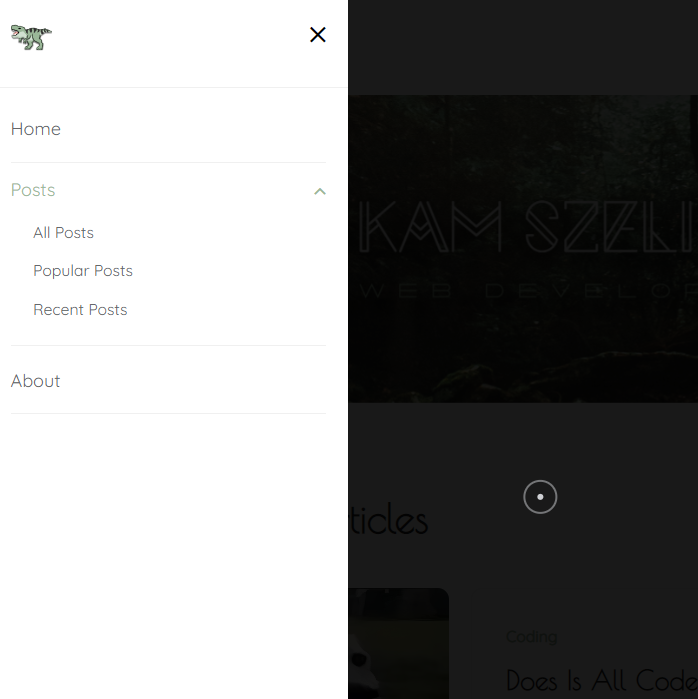 Home
Posts
All Posts
Popular Posts
Recent Posts
About
KAM SZELI
WEB DEVELOP
ticles
Coding
Does Is All Code